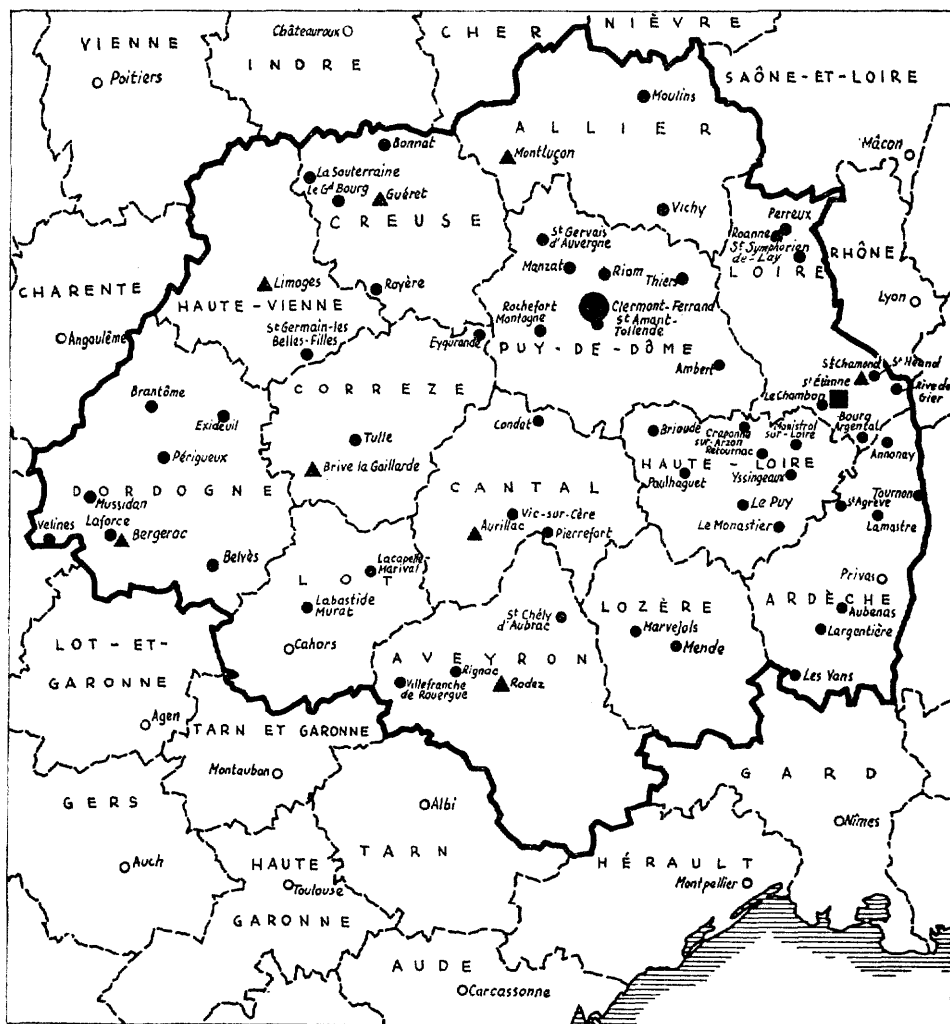 VIENNE
Poitiers
Châteauroux
INDRE
CHER
NIÈVRE
SAÔNE-ET-LOIRE
Mâcon
Moulins
ALLIER
Montluçon
Vichy
Bonnat
La Souterraine
Le Gd Bourg
Guéret
CREUSE
Royère
CHARENTE
Angoulême
Limoges
HAUTE-VIENNE
St Germain-les
Belles-Filles
St Gervais
d'Auvergne
Manzat
Riom
Thiers
Rochefort
Montagne
Clermont-Ferrand
St Amant-
Tallende
PUY-DE-DÔME
Ambert
Eygurande
Perreux
Roanne
St Symphorien
de-Lay
LOIRE
RHÔNE
Lyon
St Chamond
St Héand
St Étienne
Rive de
Gier
Le Chambon
Bourg
Argental
Annonay
Brantôme
Exideuil
Périgueux
DORDOGNE
Mussidan
Laforce
Velines
Bergerac
Belvès
CORREZE
Tulle
Brive la Gaillarde
Condat
CANTAL
Vic-sur-Cère
Aurillac
Pierrefort
Brioude
Craponne
sur-Arzon
Retournac
Monistrol
sur-Loire
HAUTE-LOIRE
Yssingeaux
Paulhaguet
Le Puy
Le Monastier
Tournon
St Agrève
Lamastre
Privas
ARDÈCHE
Aubenas
Largentière
Les Vans
Lacapelle-
Marival
LOT
Labastide
Murat
Cahors
St Chély
d'Aubrac
AVEYRON
Rignac
Villefranche
de Rouergue
Rodez
LOZÈRE
Marvejols
Mende
LOT-ET-
GARONNE
Agen
TARN ET GARONNE
Montauban
GERS
Auch
HAUTE
Toulouse
GARONNE
Albi
TARN
GARD
Nîmes
HÉRAULT
Montpellier
AUDE
Carcassonne